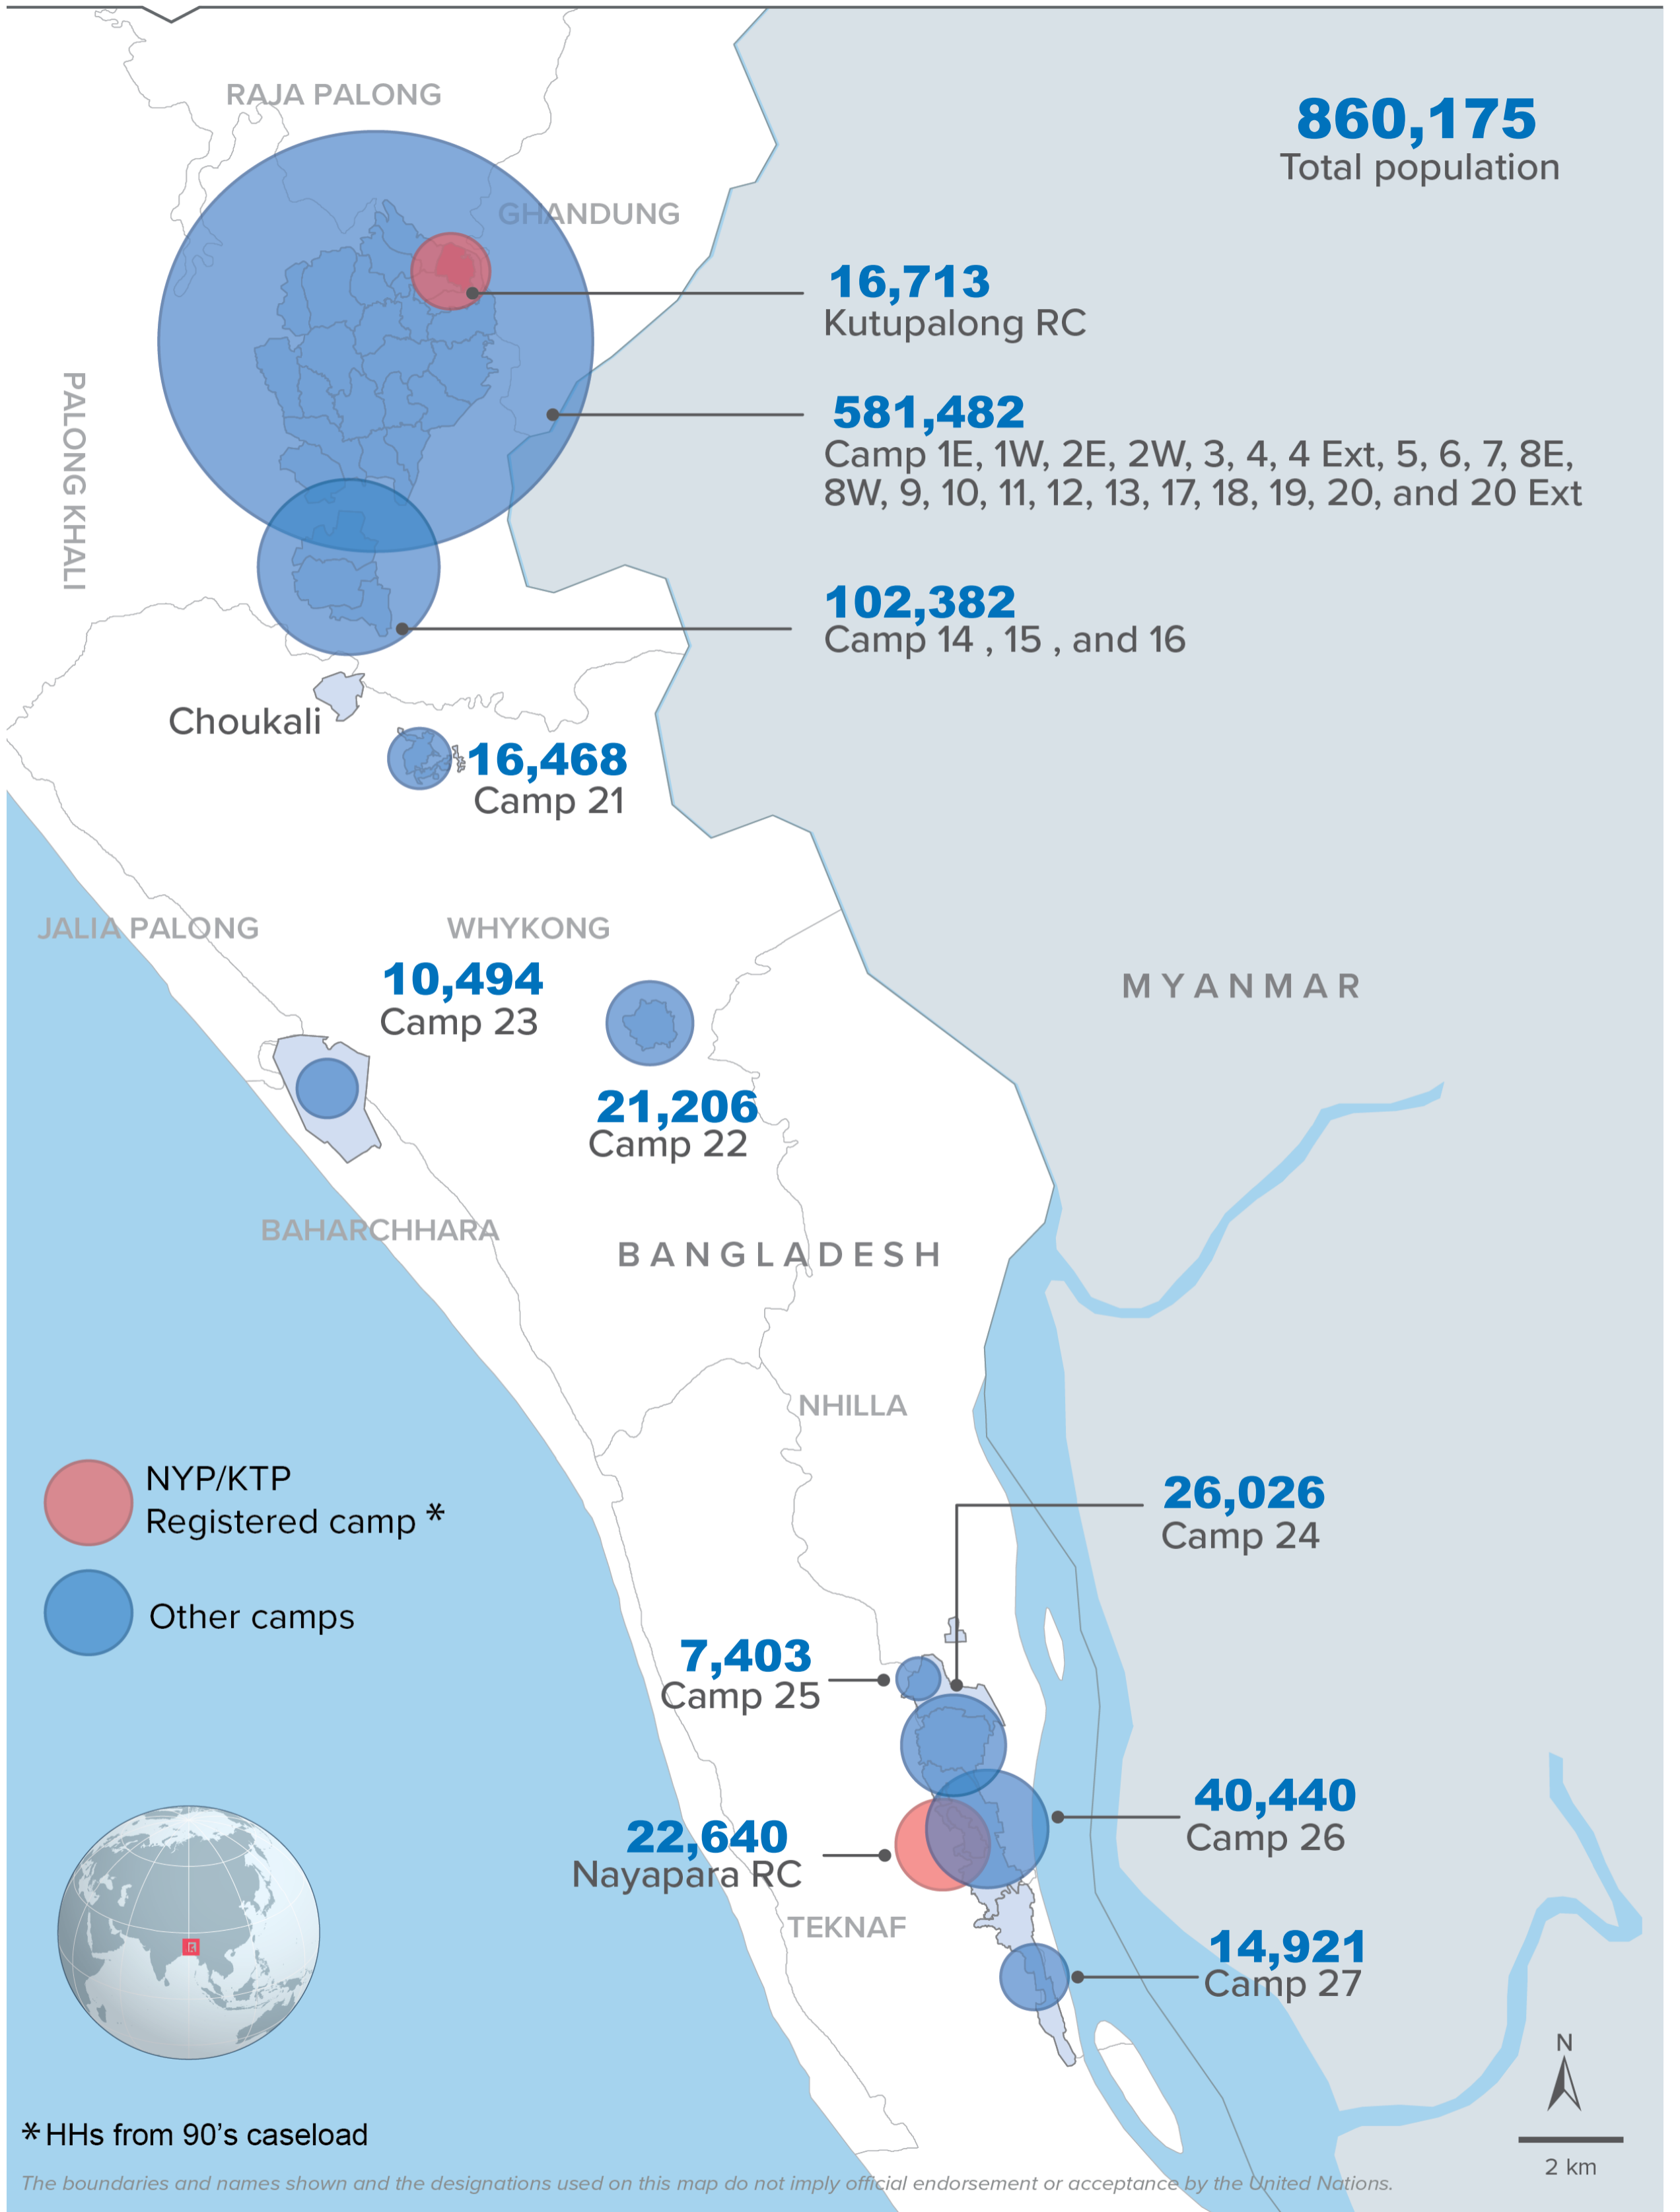 RAJA PALONG
860,175
Total population
GHANDUNG
16,713
Kutupalong RC
PALONG KHALI
581,482
Camp 1E, 1W, 2E, 2W, 3, 4, 4 Ext, 5, 6, 7, 8E,
8W, 9, 10, 11, 12, 13, 17, 18, 19, 20, and 20 Ext
102,382
Camp 14 , 15 , and 16
Choukali
16,468
Camp 21
JALIA PALONG
WHYKONG
10,494
Camp 23
MYANMAR
21,206
Camp 22
BAHARCHHARA
BANGLADESH
NHILLA
NYP/KTP
Registered camp *
26,026
Camp 24
Other camps
7,403
Camp 25
40,440
Camp 26
22,640
Nayapara RC
TEKNAF
14,921
Camp 27
N
2 km
*HHs from 90's caseload
The boundaries and names shown and the designations used on this map do not imply official endorsement or acceptance by the United Nations.